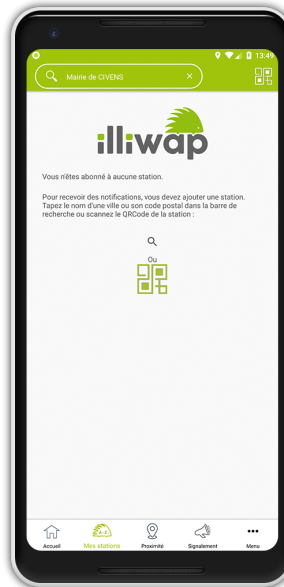 13:49
Mairie de CIVENS
illiwap
Vous n'êtes abonné à aucune station.
Pour recevoir des notifications, vous devez ajouter une station.
Tapez le nom d'une ville ou son code postal dans la barre de
recherche ou scannez le QRCode de la station :
Ou
A-Z
Accueil Mes stations Proximité Signalement Menu